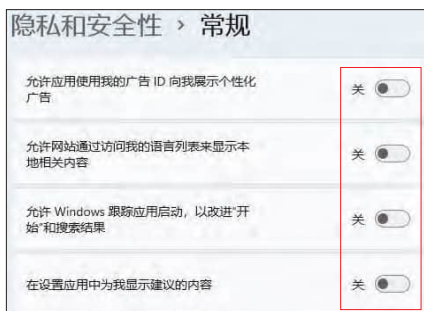 隐私和安全性 › 常规
允许应用使用我的广告 ID 向我展示个性化
广告
关
允许网站通过访问我的语言列表来显示本
地相关内容
关
允许 Windows 跟踪应用启动，以改进"开
始"和搜索结果
关
在设置应用中为我显示建议的内容
关